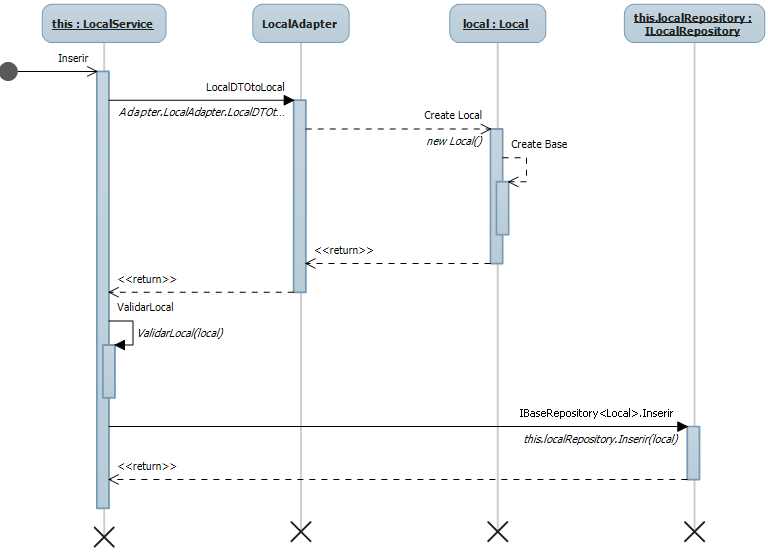 this : LocalService
LocalAdapter
local : Local
this.localRepository :
ILocalRepository
Inserir
LocalDTOtoLocal
Adapter.LocalAdapter.LocalDTOt...
Create Local
new Local()
Create Base
<<return>>
<<return>>
ValidarLocal
ValidarLocal(local)
IBaseRepository<Local>.Inserir
this.localRepository.Inserir(local)
<<return>>